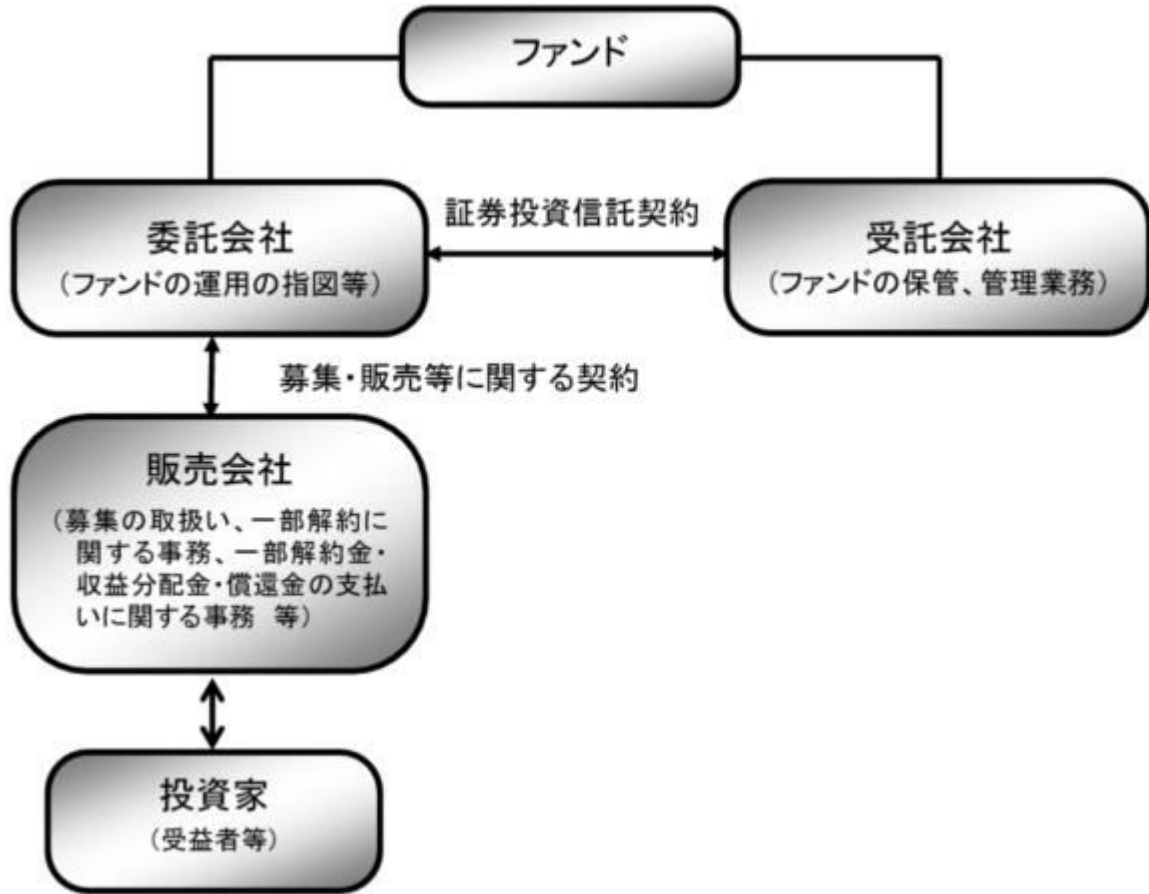 ファンド
証券投資信託契約
委託会社
(ファンドの運用の指図等)
受託会社
(ファンドの保管、管理業務)
募集・販売等に関する契約
販売会社
(募集の取扱い、一部解約に
関する事務、一部解約金・
収益分配金・償還金の支払
いに関する事務 等)
投資家
(受益者等)